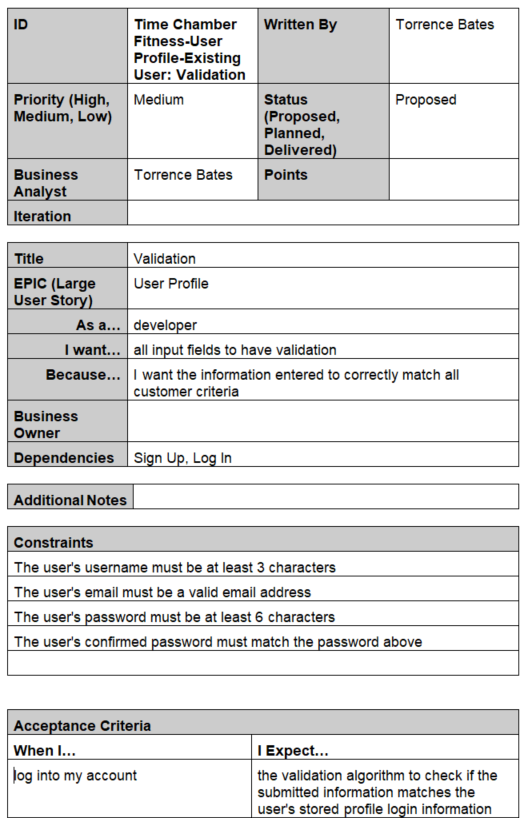 ID
Time Chamber
Fitness-User
Profile-Existing
User: Validation
Written By
Torrence Bates
Priority (High,
Medium, Low)
Medium
Status
(Proposed,
Planned,
Delivered)
Proposed
Business
Analyst
Torrence Bates
Points
Iteration
Title
Validation
EPIC (Large
User Story)
User Profile
As a…
developer
I want…
all input fields to have validation
Because…
I want the information entered to correctly match all
customer criteria
Business
Owner
Dependencies
Sign Up, Log In
Additional Notes
Constraints
The user's username must be at least 3 characters
The user's email must be a valid email address
The user's password must be at least 6 characters
The user's confirmed password must match the password above
Acceptance Criteria
When I…
I Expect…
log into my account
the validation algorithm to check if the
submitted information matches the
user's stored profile login information